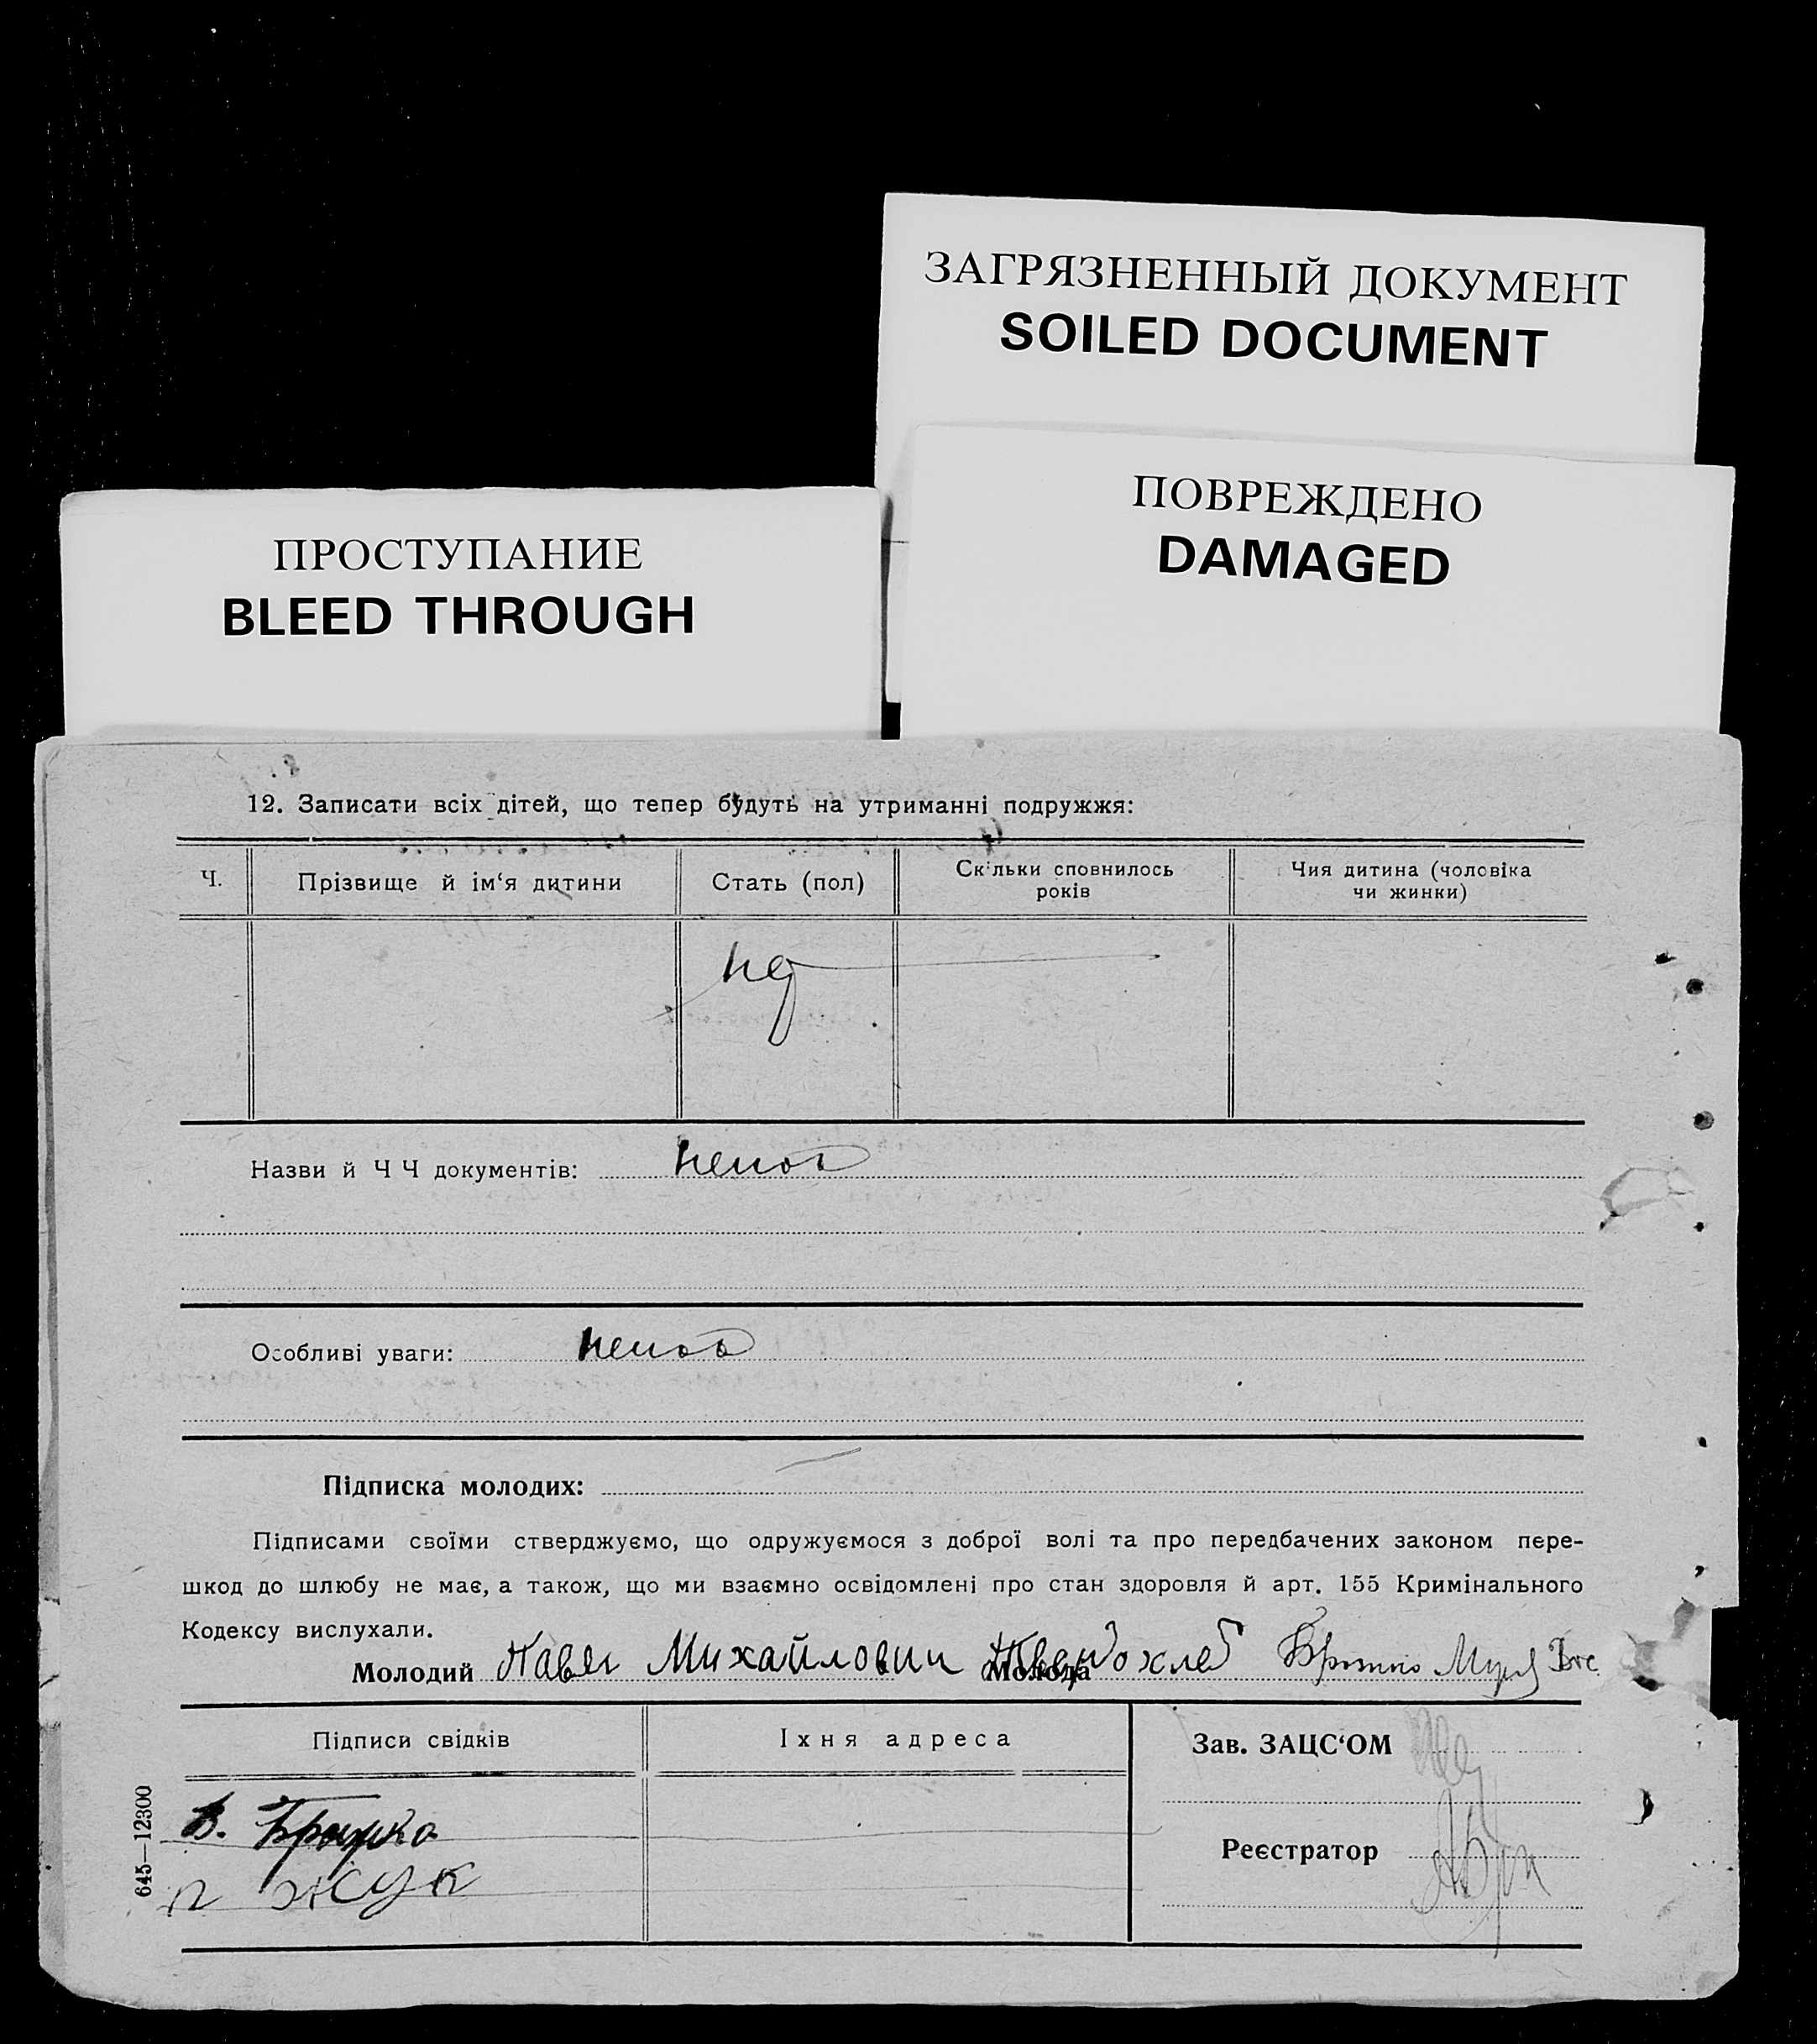 ЗАГРЯЗНЕННЫЙ ДОКУМЕНТ
SOILED DOCUMENT
ПОВРЕЖДЕНО
DAMAGED
ПРОСТУПАНИЕ
BLEED THROUGH
12. Записати всіх дітей, що тепер будуть на утриманні подружжя:
Ч.
Прізвище й ім‘я дитини
Стать (пол)
Скільки сповнилось
років
Чия дитина (чоловіка
чи жинки)
Назви й Ч Ч документів:
Особливі уваги:
Підписка молодих:
Підписами своїми стверджуємо, що одружуємося з доброї волі та про передбачених законом пере-
шкод до шлюбу не має, а також, що ми взаємно освідомлені про стан здоровля й арт. 155 Кримінального
Кодексу вислухали.
Молодий Павел Михайлович Молода
Підписи свідків
Їхня адреса
Зав. ЗАЦС‘ОМ
В.
п Жук
Реєстратор
645—12300